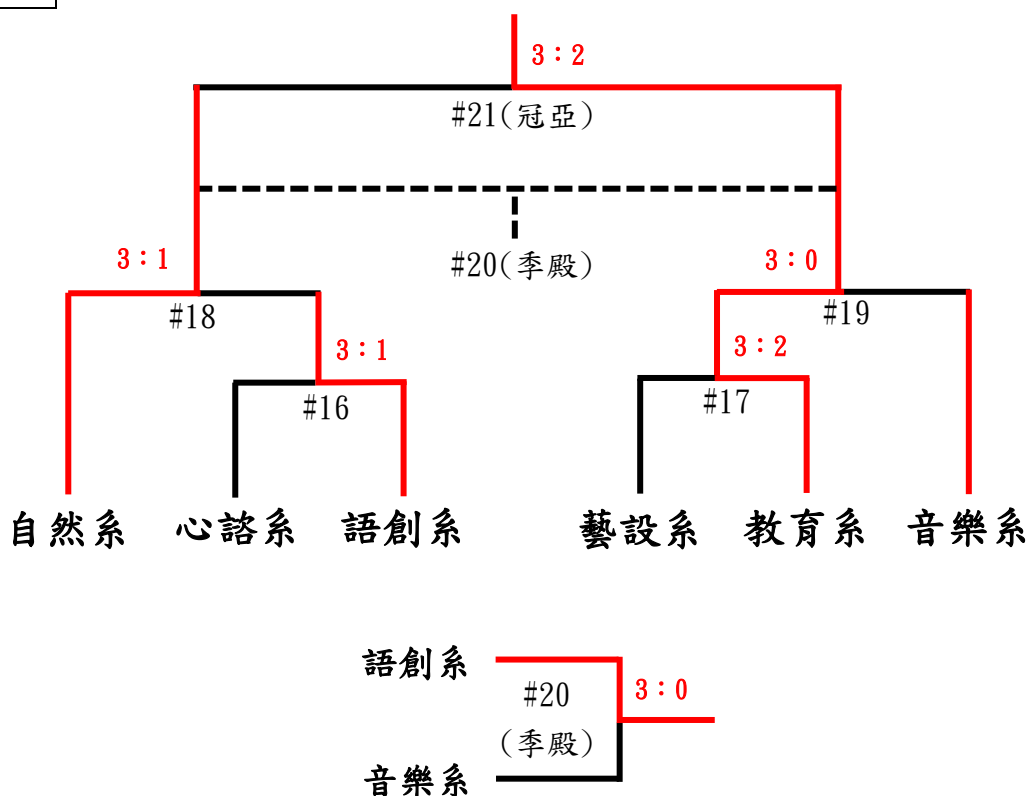 3：2
#21(冠亞)
#20(季殿)
3：1
3：0
#18
#19
3：1
3：2
#16
#17
自然系 心諮系 語創系 藝設系 教育系 音樂系
語創系
#20
3：0
(季殿)
音樂系